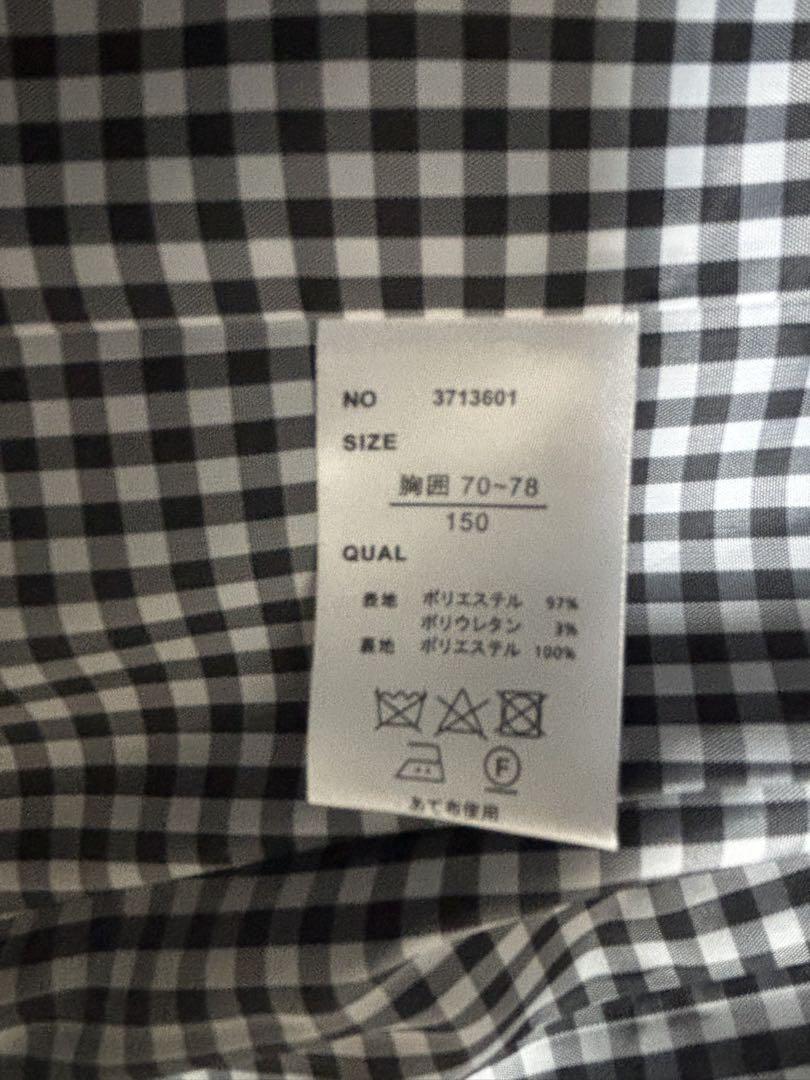 NO 3713601
SIZE
胸囲 70~78
150
QUAL
表地 ポリエステル 97%
ポリウレタン 3%
裏地 ポリエステル 100%
F
あて布使用